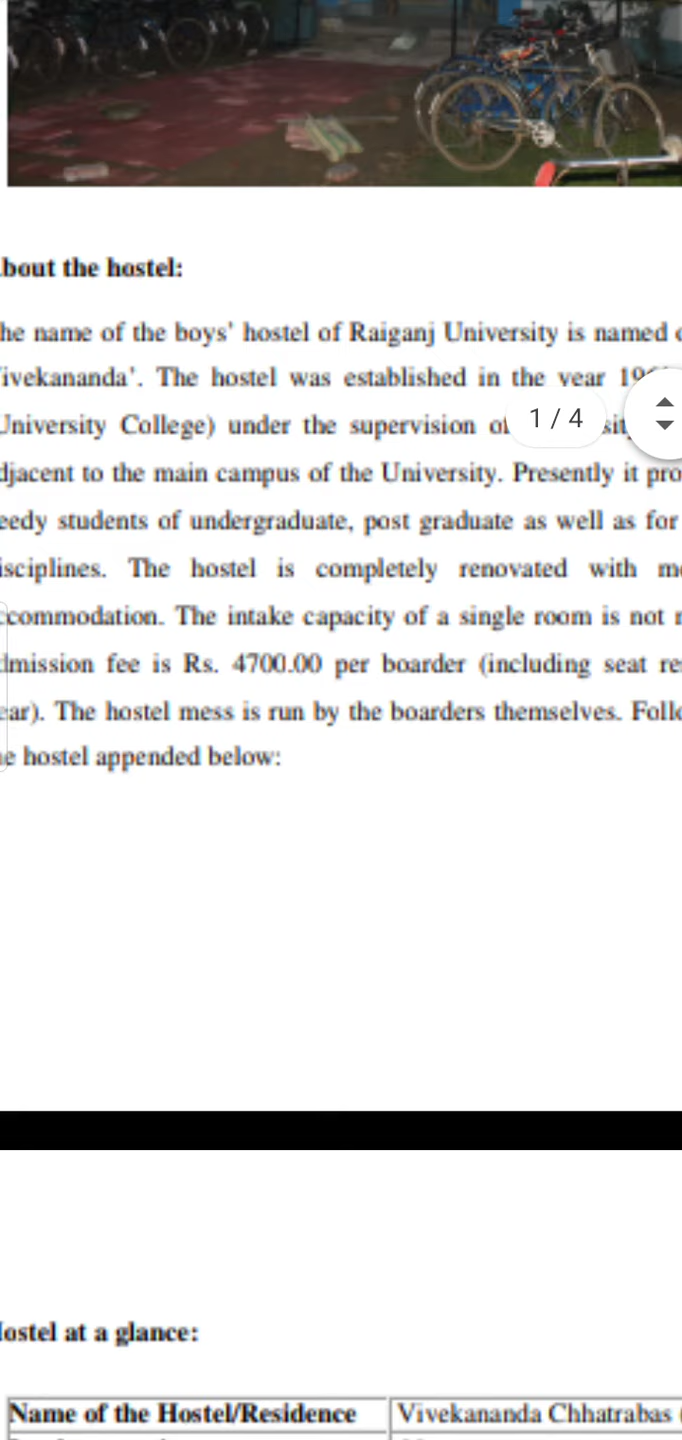 bout the hostel:
he name of the boys' hostel of Raiganj University is named
ivekananda'. The hostel was established in the year
University College) under the supervision
1 / 4
djacent to the main campus of the University. Presently it pro
eedy students of undergraduate, post graduate as well as for
isciplines. The hostel is completely renovated with
ccommodation. The intake capacity of a single room is not
dmission fee is Rs. 4700.00 per boarder (including seat
ear). The hostel mess is run by the boarders themselves. Follo
e hostel appended below:
ostel at a glance:
Name of the Hostel/Residence Vivekananda Chhatrabas (